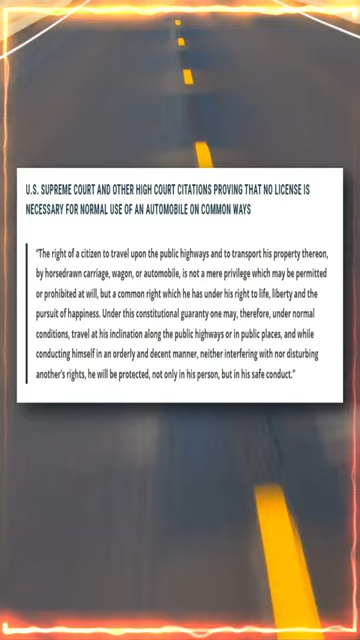 U.S. SUPREME COURT AND OTHER HIGH COURT CITATIONS PROVING THAT NO LICENSE IS
NECESSARY FOR NORMAL USE OF AN AUTOMOBILE ON COMMON WAYS
"The right of a citizen to travel upon the public highways and to transport his property thereon,
by horsedrawn carriage, wagon, or automobile, is not a mere privilege which may be permitted
or prohibited at will, but a common right which he has under his right to life, liberty and the
pursuit of happiness. Under this constitutional guaranty one may, therefore, under normal
conditions, travel at his inclination along the public highways or in public places, and while
conducting himself in an orderly and decent manner, neither interfering with nor disturbing
another's rights, he will be protected, not only in his person, but in his safe conduct."